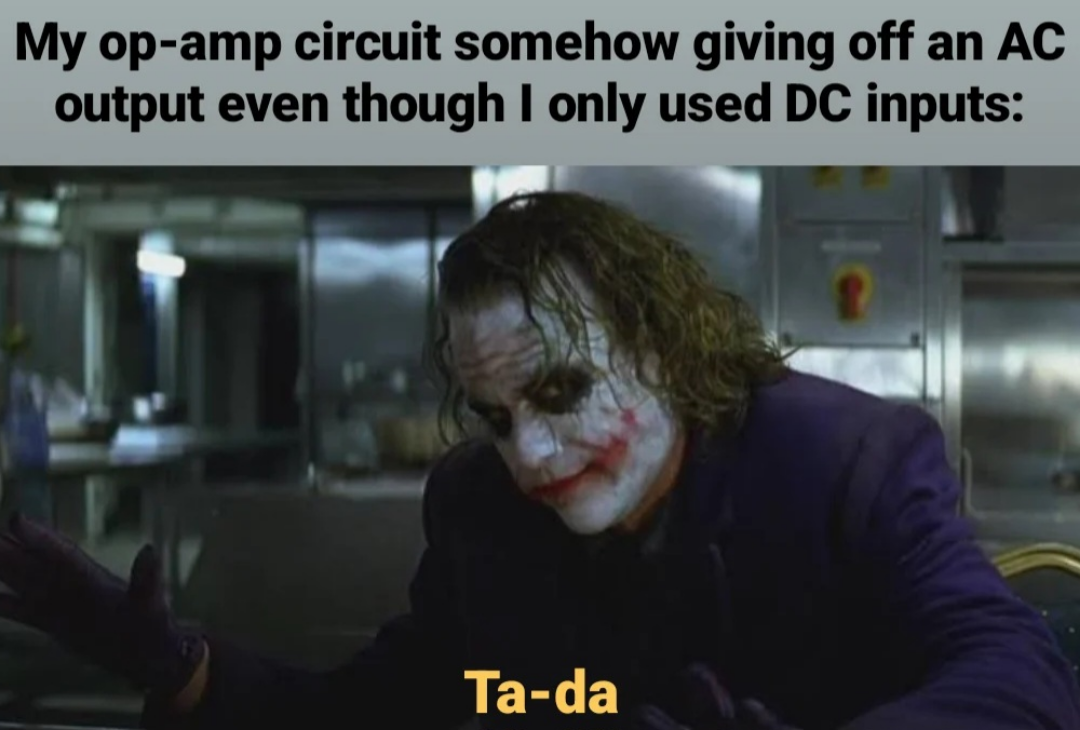 My op-amp circuit somehow giving off an AC
output even though I only used DC inputs:
Ta-da